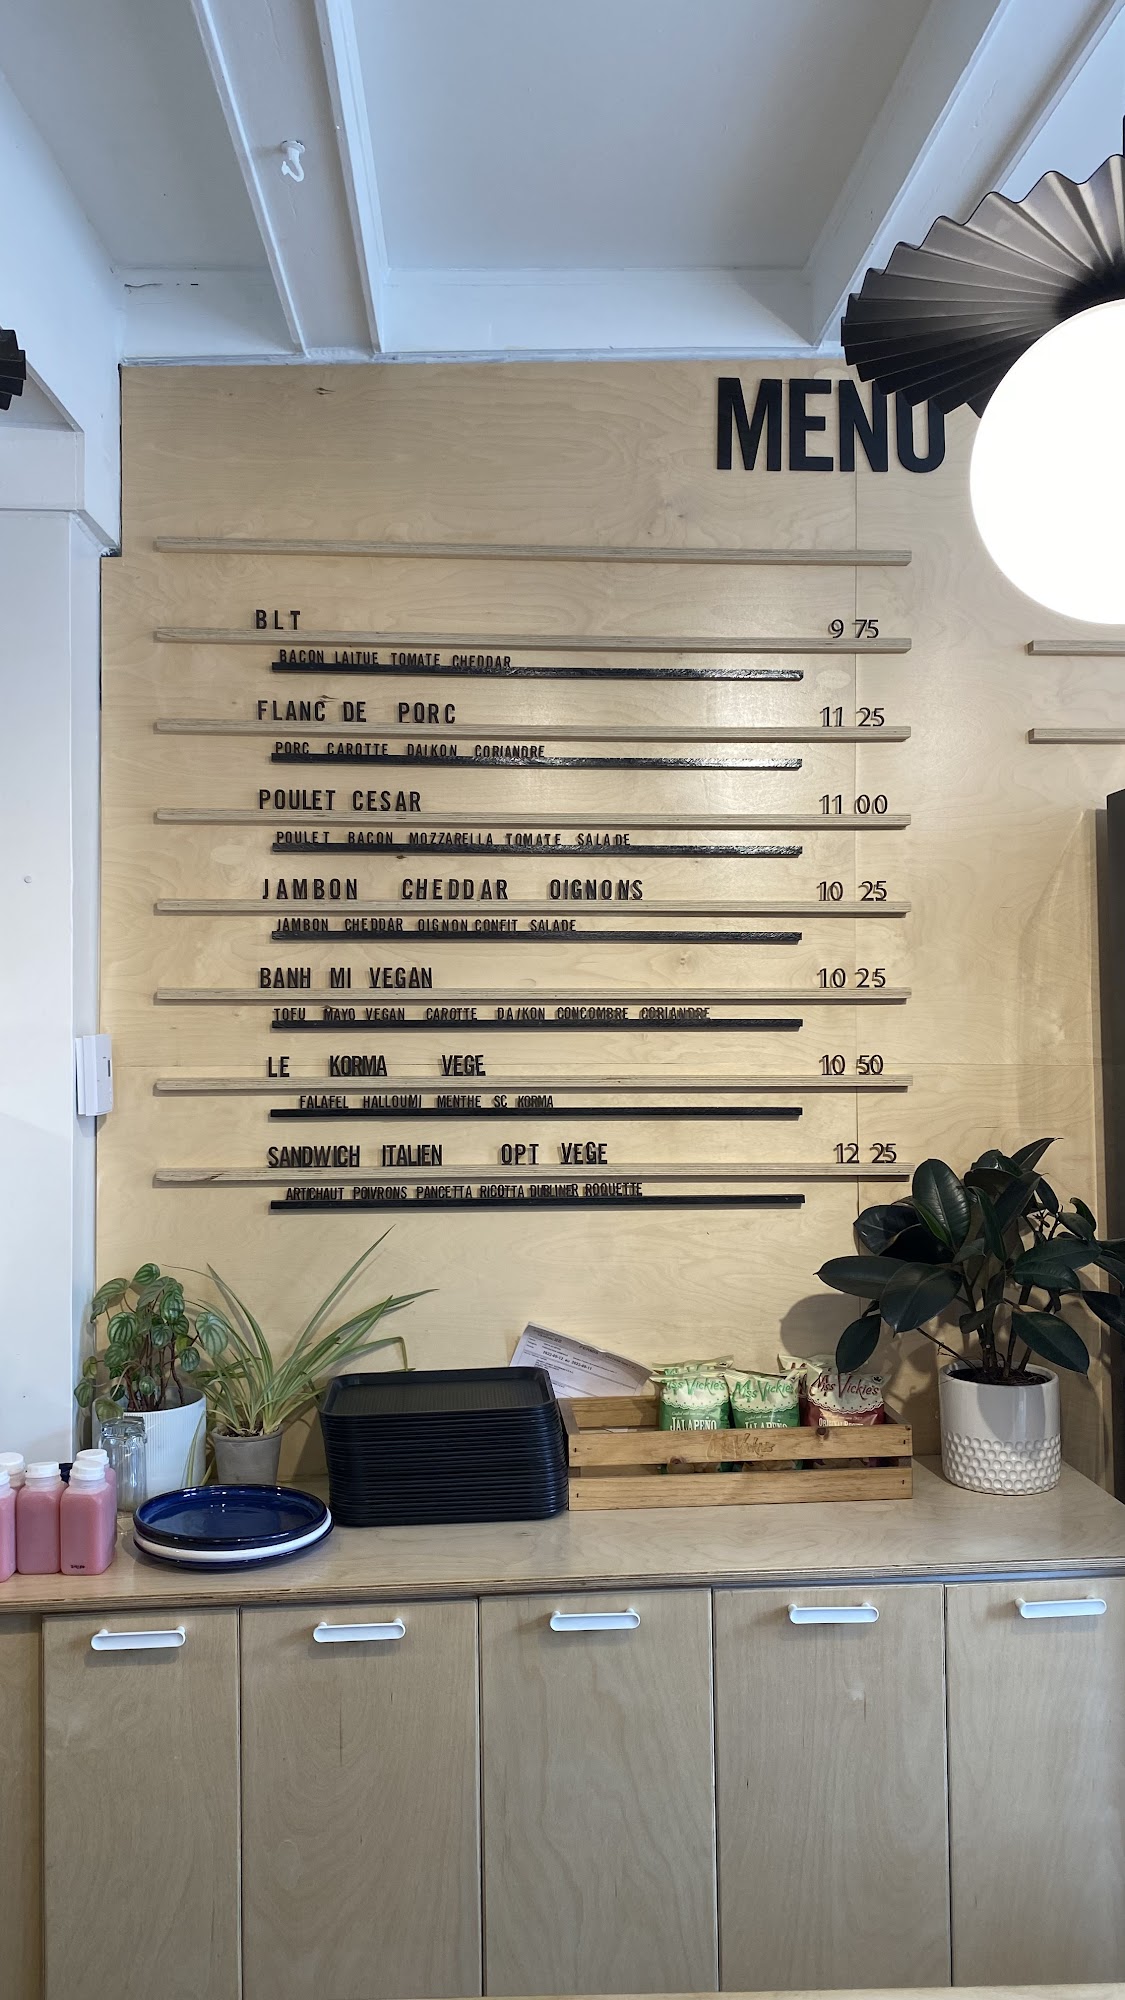 MENU
BLT 9 75
BACON LAITUE TOMATE CHEDDAR
FLANC DE PORC 11 25
PORC CAROTTE DAIKON CORIANDRE
POULET CESAR 11 00
POULET BACON MOZZARELLA TOMATE SALADE
JAMBON CHEDDAR OIGNONS 10 25
JAMBON CHEDDAR OIGNON CONFIT SALADE
BANH MI VEGAN 10 25
TOFU MAYO VEGAN CAROTTE DAIKON CONCOMBRE CORIANDRE
LE KORMA VEGE 10 50
FALAFEL HALLOUMI MENTHE SC KORMA
SANDWICH ITALIEN OPT VEGE 12 25
ARTICHAUT POIVRONS PANCETTA RICOTTA DUBLINER ROQUETTE
Miss Vickie's
JALAPEÑO
Miss Vickie's
JALAPEÑO
Miss Vickie's
Miss Vickie's